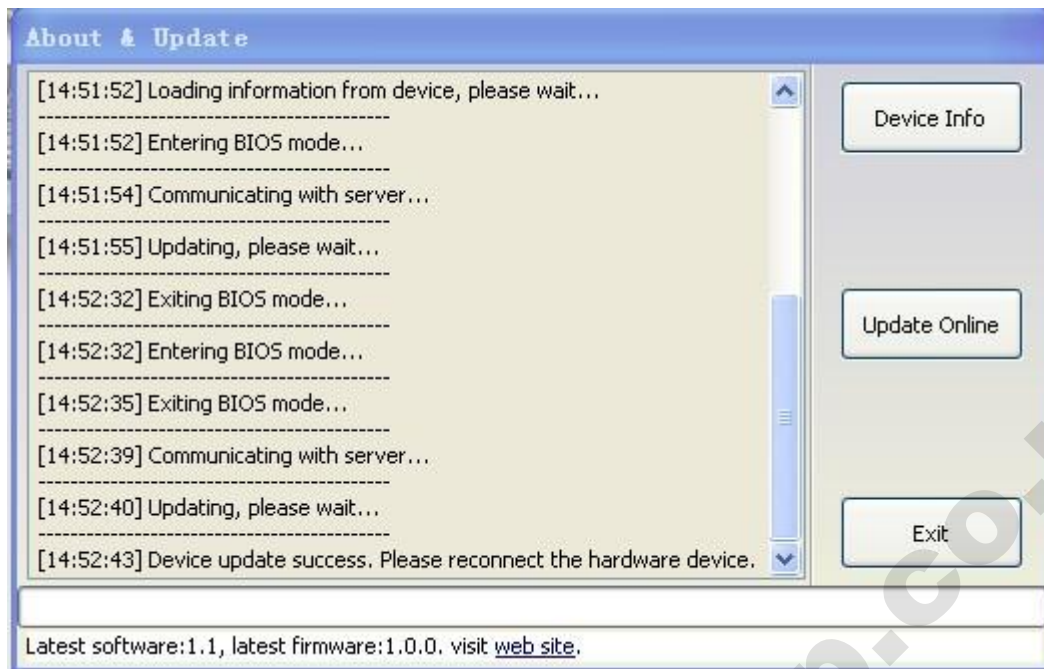 About & Update
[14:51:52] Loading information from device, please wait...
-------------------------------------------
[14:51:52] Entering BIOS mode...
-------------------------------------------
[14:51:54] Communicating with server...
-------------------------------------------
[14:51:55] Updating, please wait...
-------------------------------------------
[14:52:32] Exiting BIOS mode...
-------------------------------------------
[14:52:32] Entering BIOS mode...
-------------------------------------------
[14:52:35] Exiting BIOS mode...
-------------------------------------------
[14:52:39] Communicating with server...
-------------------------------------------
[14:52:40] Updating, please wait...
-------------------------------------------
[14:52:43] Device update success. Please reconnect the hardware device.
Device Info
Update Online
Exit
Latest software:1.1, latest firmware:1.0.0. visit web site.